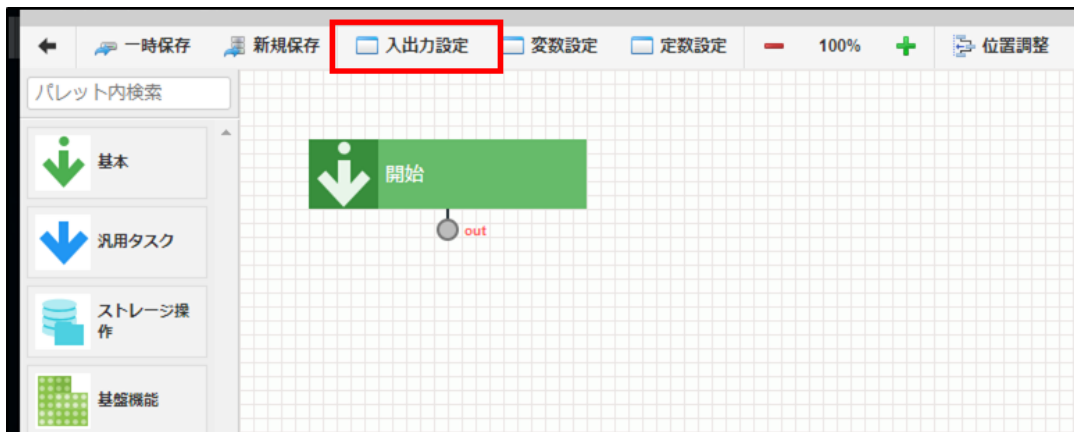 一時保存 新規保存 入出力設定 変数設定 定数設定 100% 位置調整
パレット内検索
基本
汎用タスク
ストレージ操
作
基盤機能
開始
out